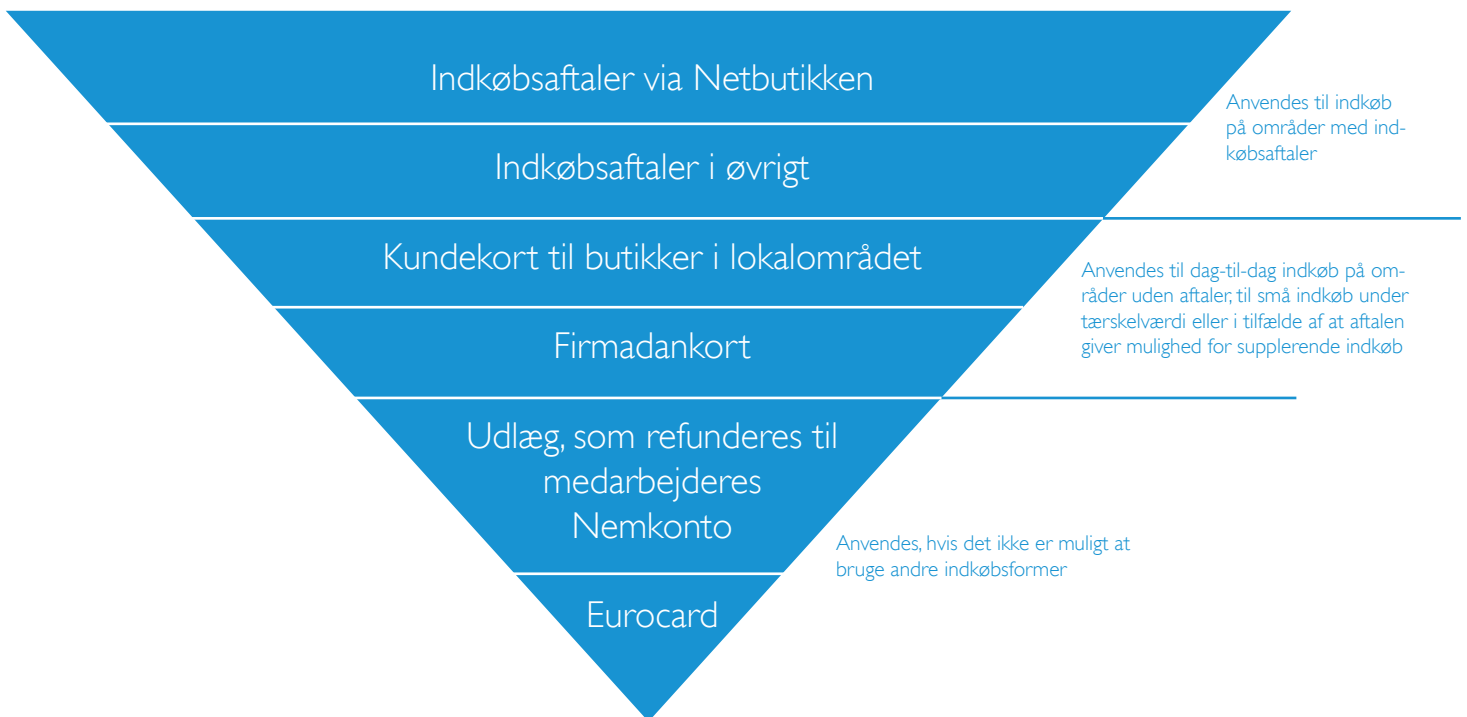 Indkøbsaftaler via Netbutikken
Indkøbsaftaler i øvrigt
Anvendes til indkøb
på områder med ind-
købsaftaler
Kundekort til butikker i lokalområdet
Firmadankort
Anvendes til dag-til-dag indkøb på om-
råder uden aftaler, til små indkøb under
tærskelværdi eller i tilfælde af at aftalen
giver mulighed for supplerende indkøb
Udlæg, som refunderes til
medarbejderes
Nemkonto
Eurocard
Anvendes, hvis det ikke er muligt at
bruge andre indkøbsformer